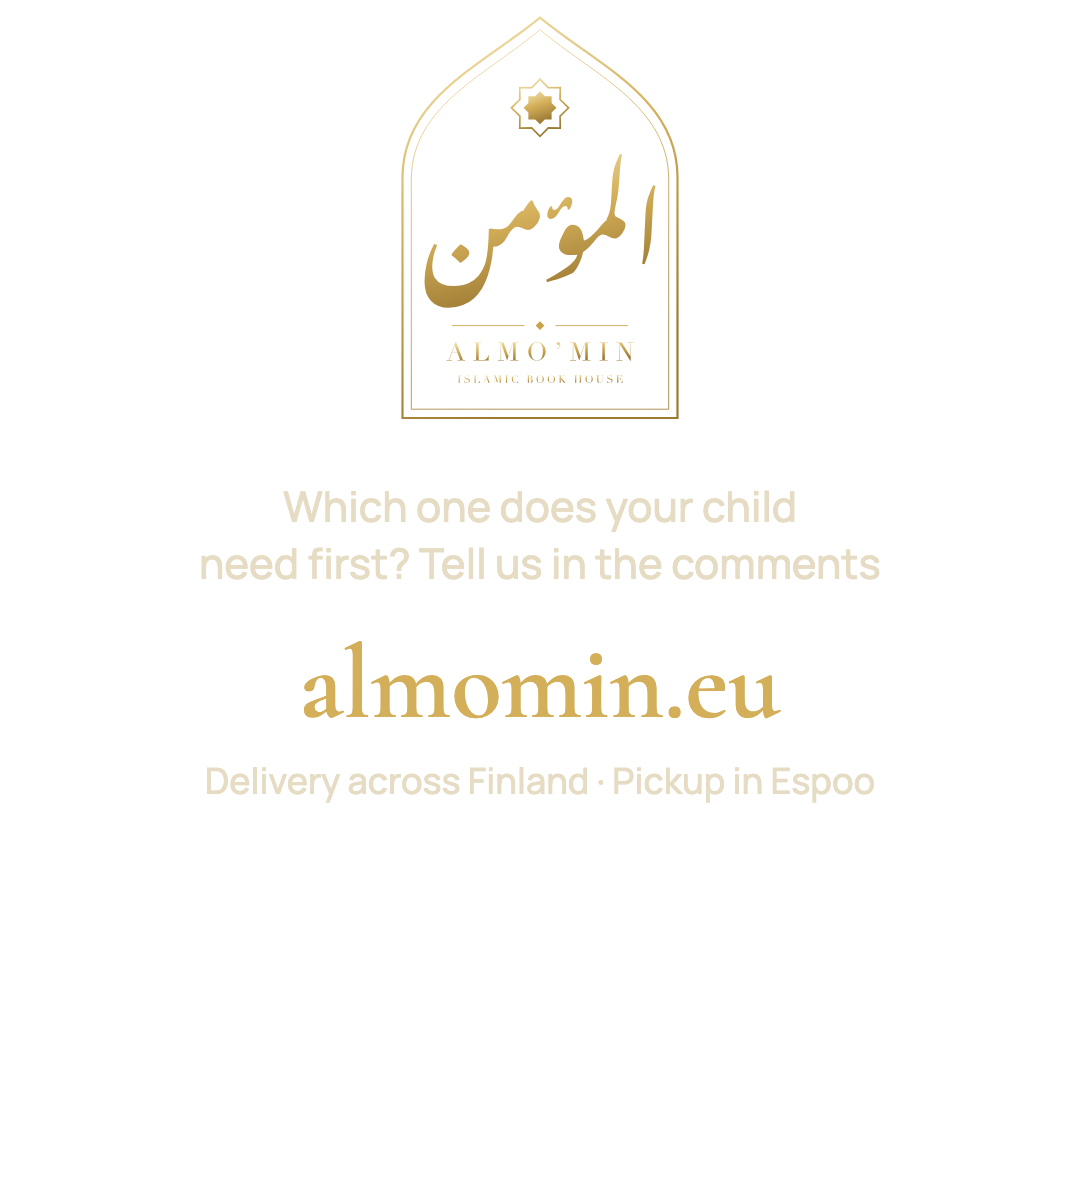 المؤمن
ALMO’MIN
ISLAMIC BOOK HOUSE
Which one does your child
need first? Tell us in the comments
almomin.eu
Delivery across Finland · Pickup in Espoo